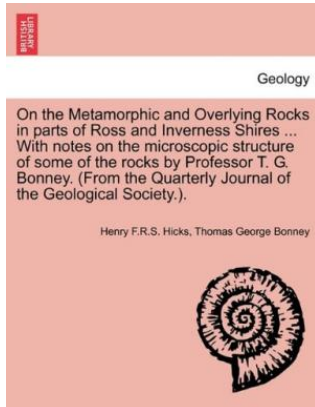 BRITISH
LIBRARY
Geology
On the Metamorphic and Overlying Rocks
in parts of Ross and Inverness Shires ...
With notes on the microscopic structure
of some of the rocks by Professor T. G.
Bonney. (From the Quarterly Journal of
the Geological Society.).
Henry F.R.S. Hicks, Thomas George Bonney